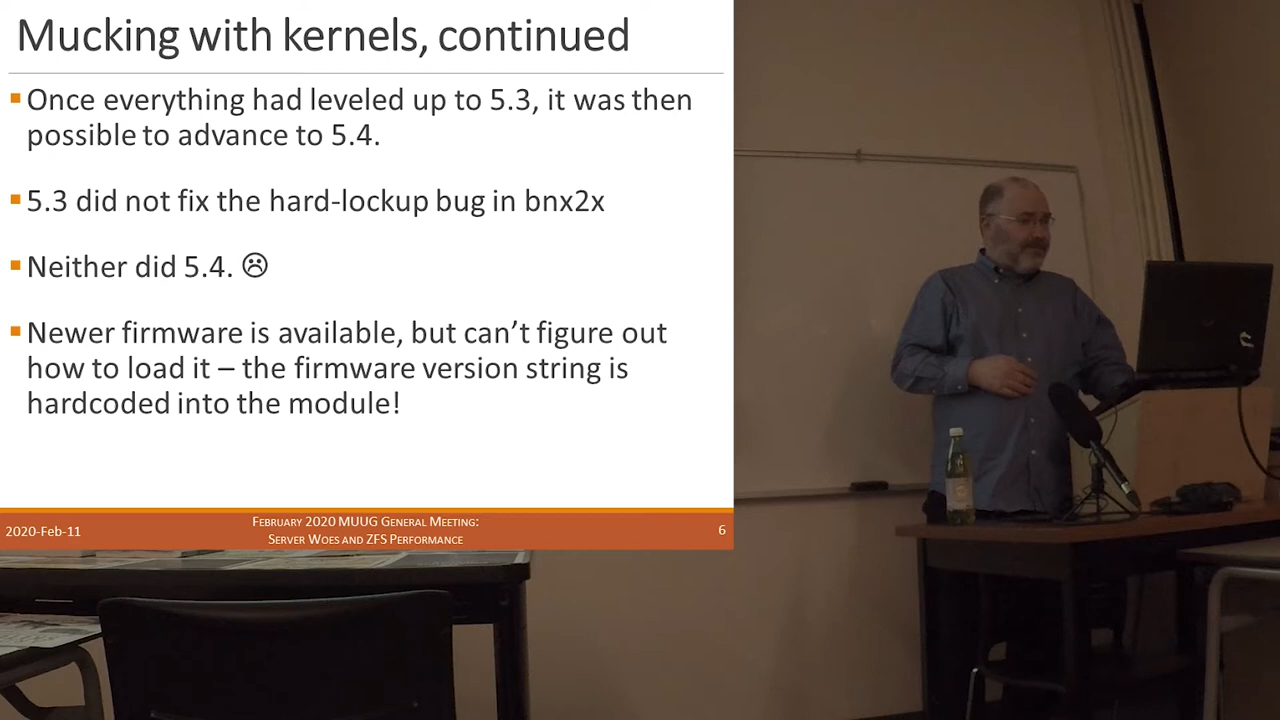 Mucking with kernels, continued
Once everything had leveled up to 5.3, it was then
possible to advance to 5.4.
5.3 did not fix the hard-lockup bug in bnx2x
Neither did 5.4. ☹
Newer firmware is available, but can’t figure out
how to load it – the firmware version string is
hardcoded into the module!
2020-Feb-11
February 2020 MUUG General Meeting:
Server Woes and ZFS Performance
6